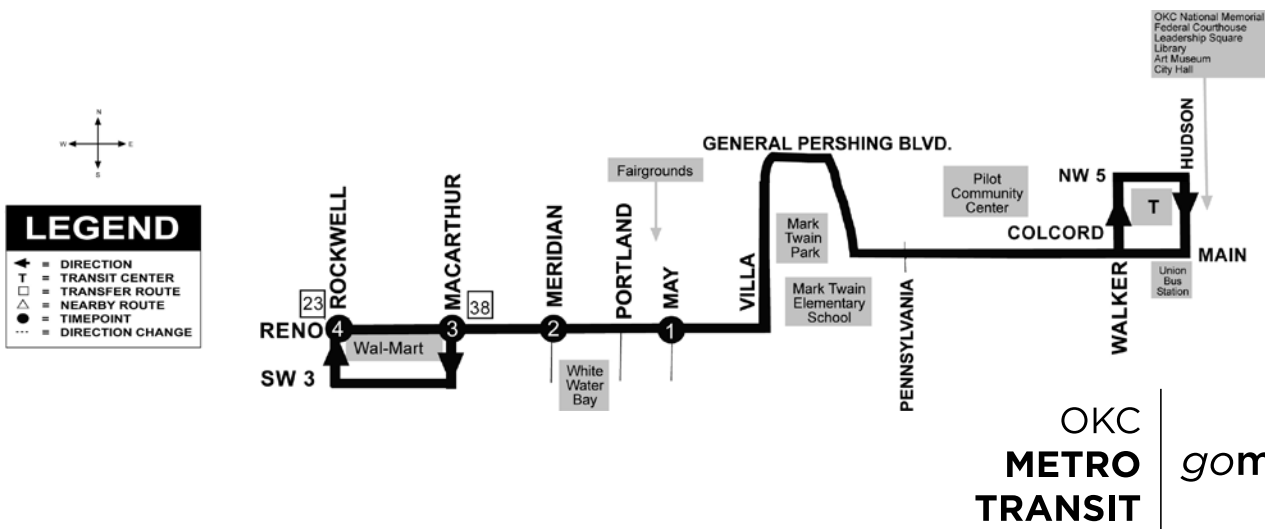 OKC National Memorial
Federal Courthouse
Leadership Square
Library
Art Museum
City Hall
N
W
E
S
HUDSON
GENERAL PERSHING BLVD.
Fairgrounds
NW 5
Pilot
Community
Center
T
COLCORD
MAIN
WALKER
Union
Bus
Station
Mark
Twain
Park
Mark Twain
Elementary
School
VILLA
PENNSYLVANIA
LEGEND
= DIRECTION
T = TRANSIT CENTER
= TRANSFER ROUTE
= NEARBY ROUTE
= TIMEPOINT
--- = DIRECTION CHANGE
ROCKWELL
MACARTHUR
MERIDIAN
PORTLAND
MAY
23
38
RENO
4
3
2
1
Wal-Mart
SW 3
White
Water
Bay
OKC
METRO
TRANSIT
gom